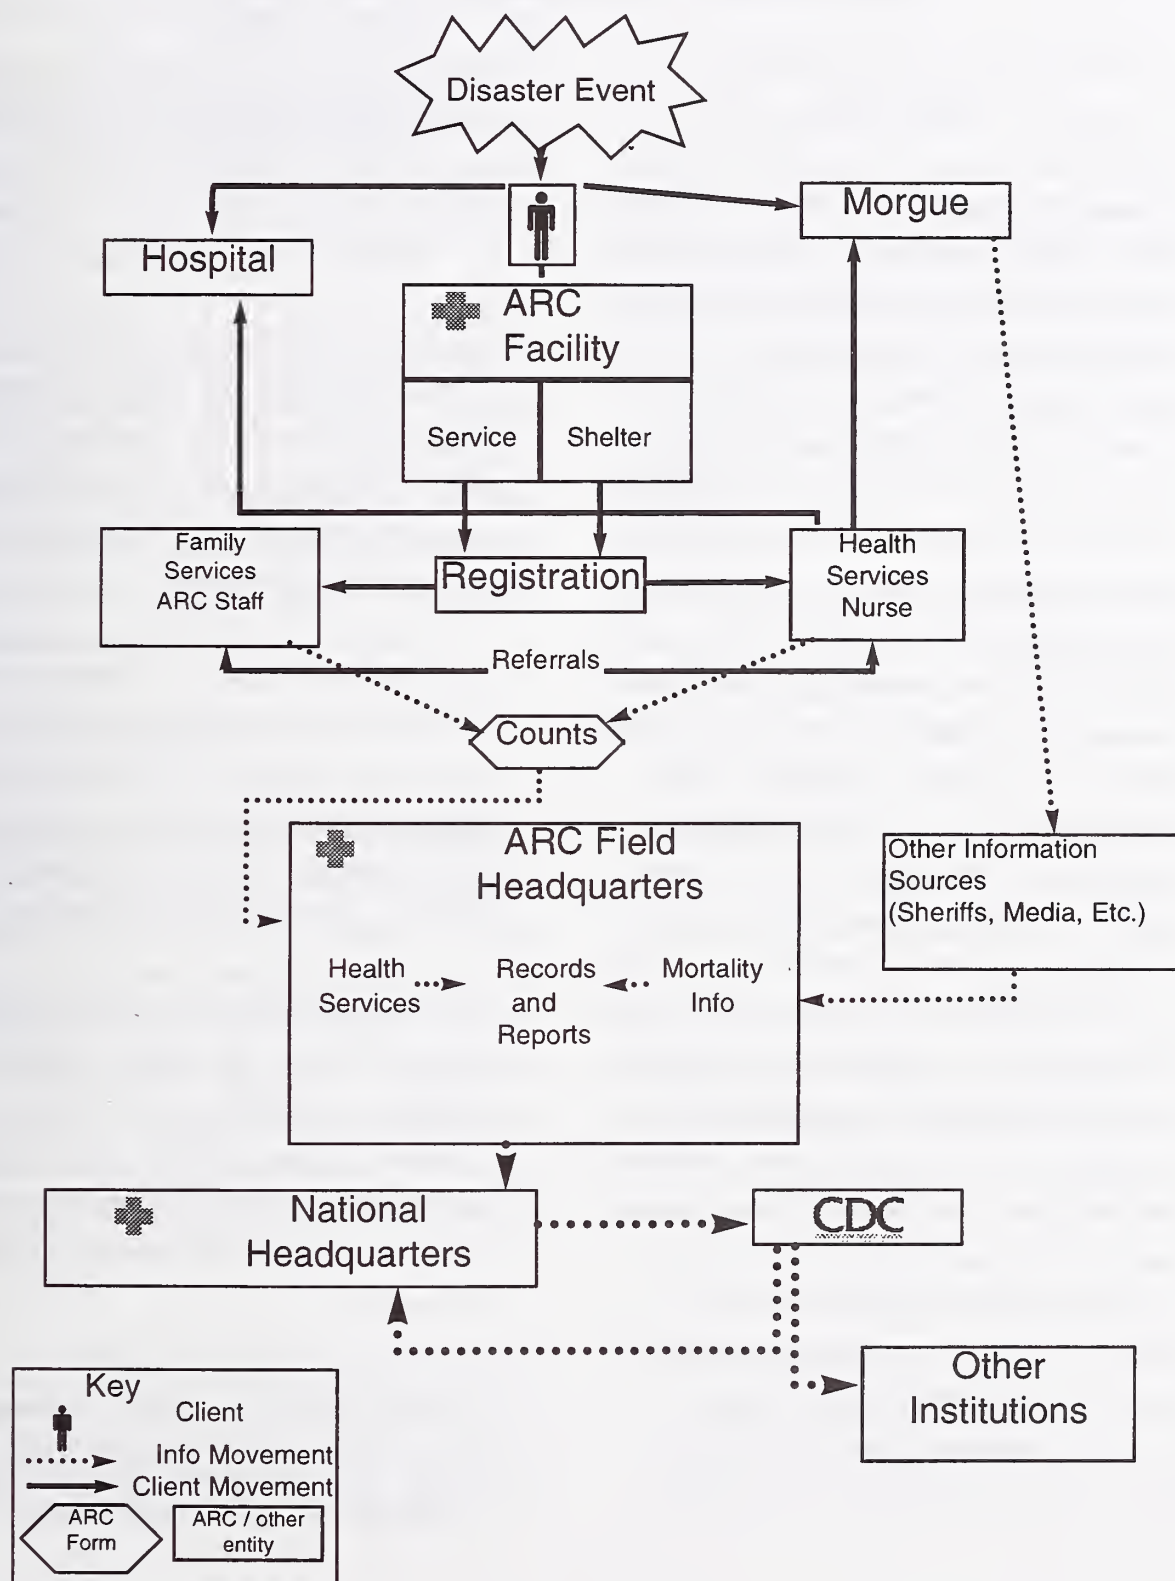 Disaster Event
Morgue
Hospital
ARC
Facility
Service
Shelter
Family
Services
ARC Staff
Registration
Health
Services
Nurse
Referrals
Counts
ARC Field
Headquarters
Other Information
Sources
(Sheriffs, Media, Etc.)
Health
Services
Records
and
Reports
Mortality
Info
National
Headquarters
CDC
Other
Institutions
Key
Client
Info Movement
Client Movement
ARC
Form
ARC / other
entity